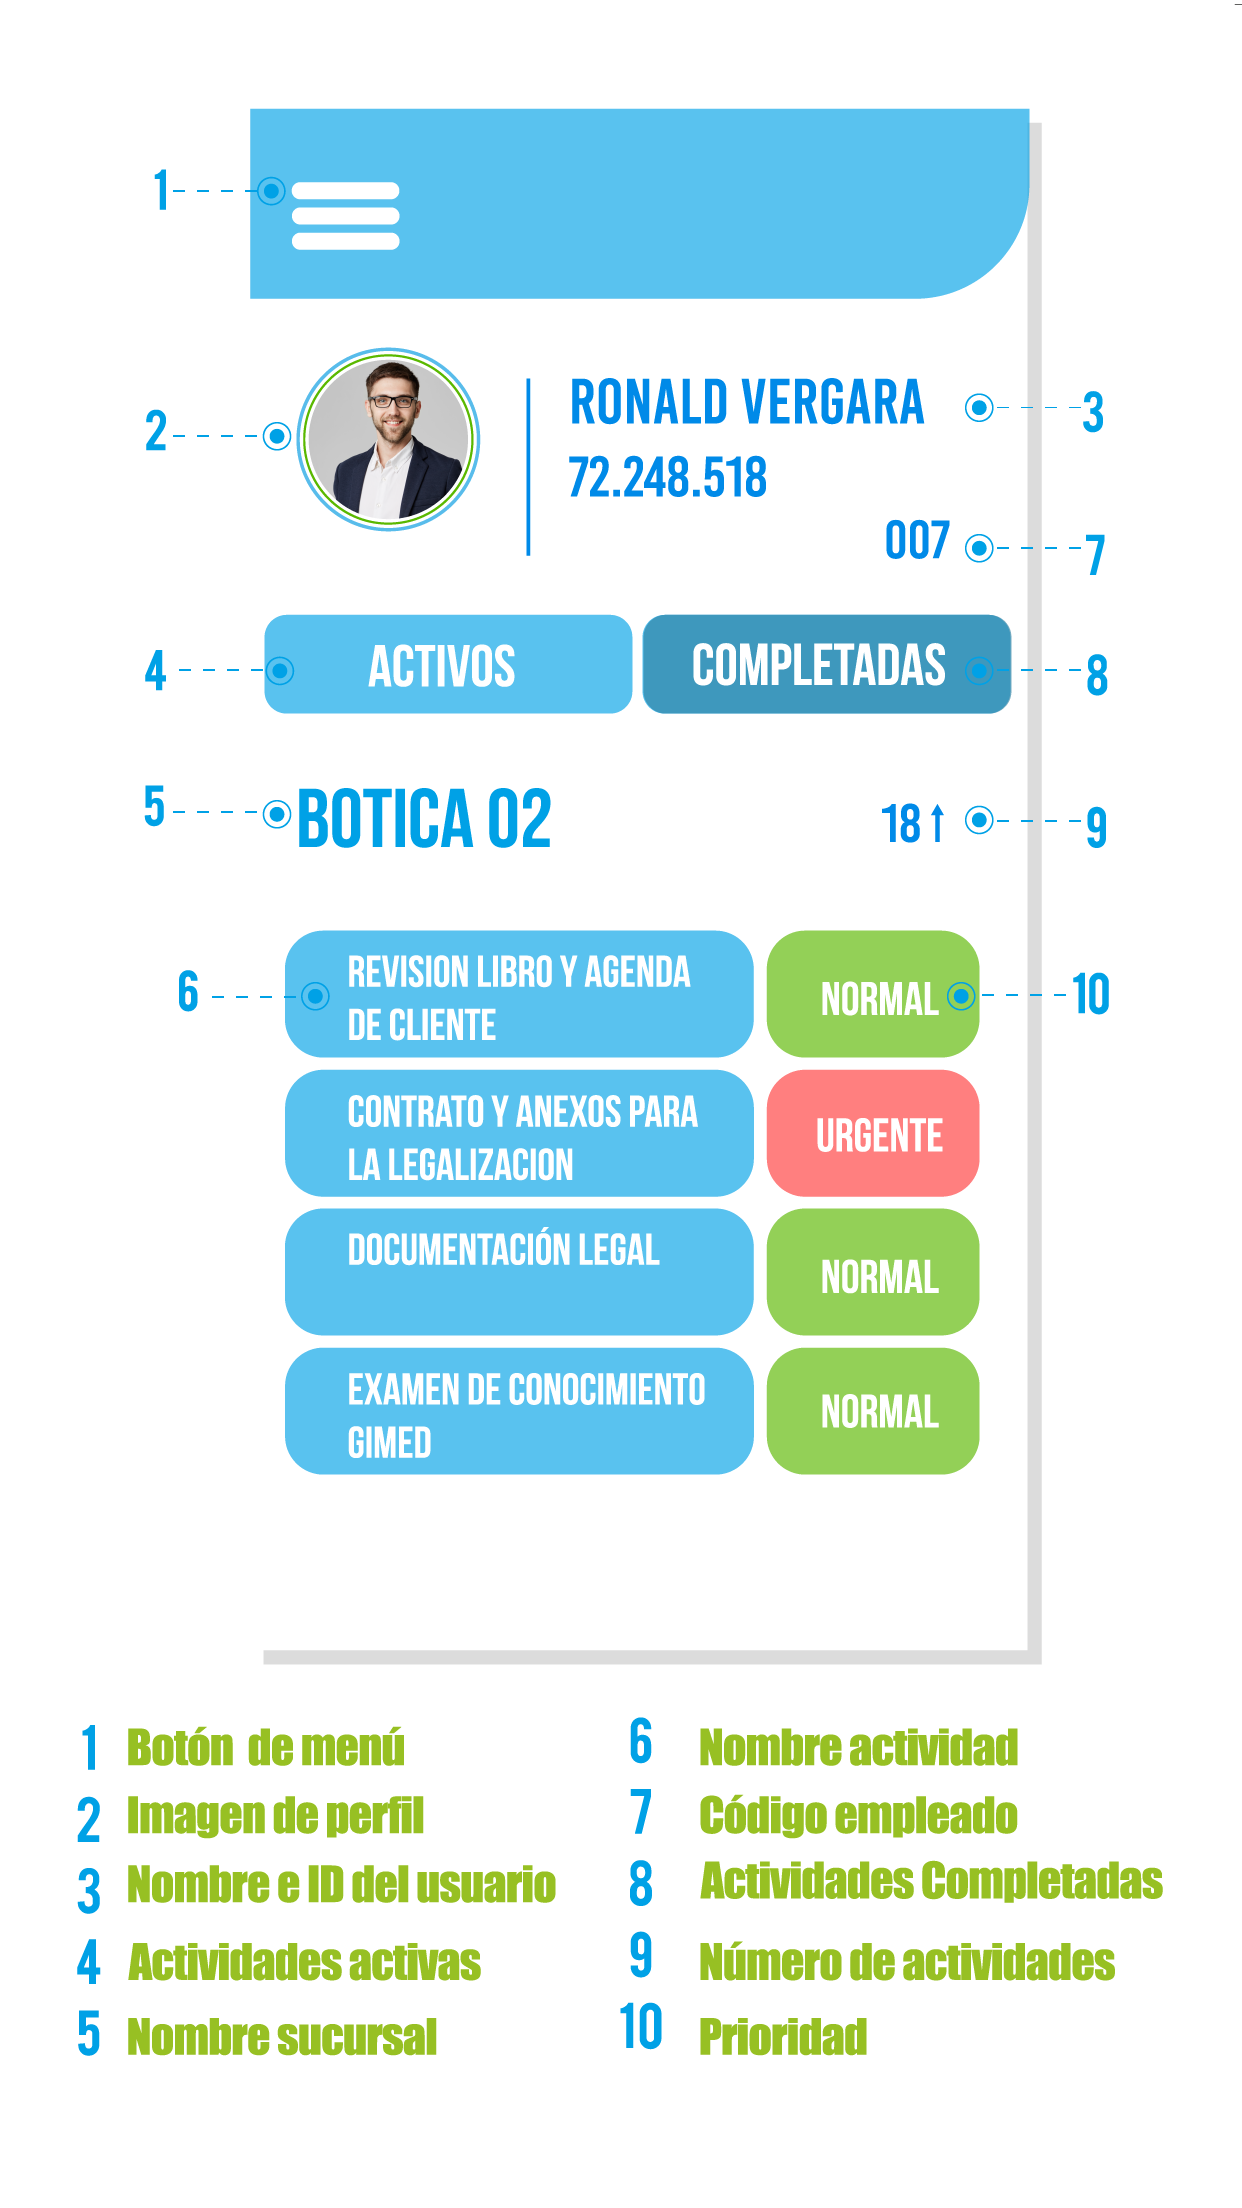 1
2
RONALD VERGARA
3
72.248.518
007
7
4
ACTIVOS
COMPLETADAS
8
5
BOTICA 02
18↑
9
6
REVISION LIBRO Y AGENDA
DE CLIENTE
NORMAL
10
CONTRATO Y ANEXOS PARA
LA LEGALIZACION
URGENTE
DOCUMENTACIÓN LEGAL
NORMAL
EXAMEN DE CONOCIMIENTO
GIMED
NORMAL
1 Botón de menú
2 Imagen de perfil
3 Nombre e ID del usuario
4 Actividades activas
5 Nombre sucursal
6 Nombre actividad
7 Código empleado
8 Actividades Completadas
9 Número de actividades
10 Prioridad